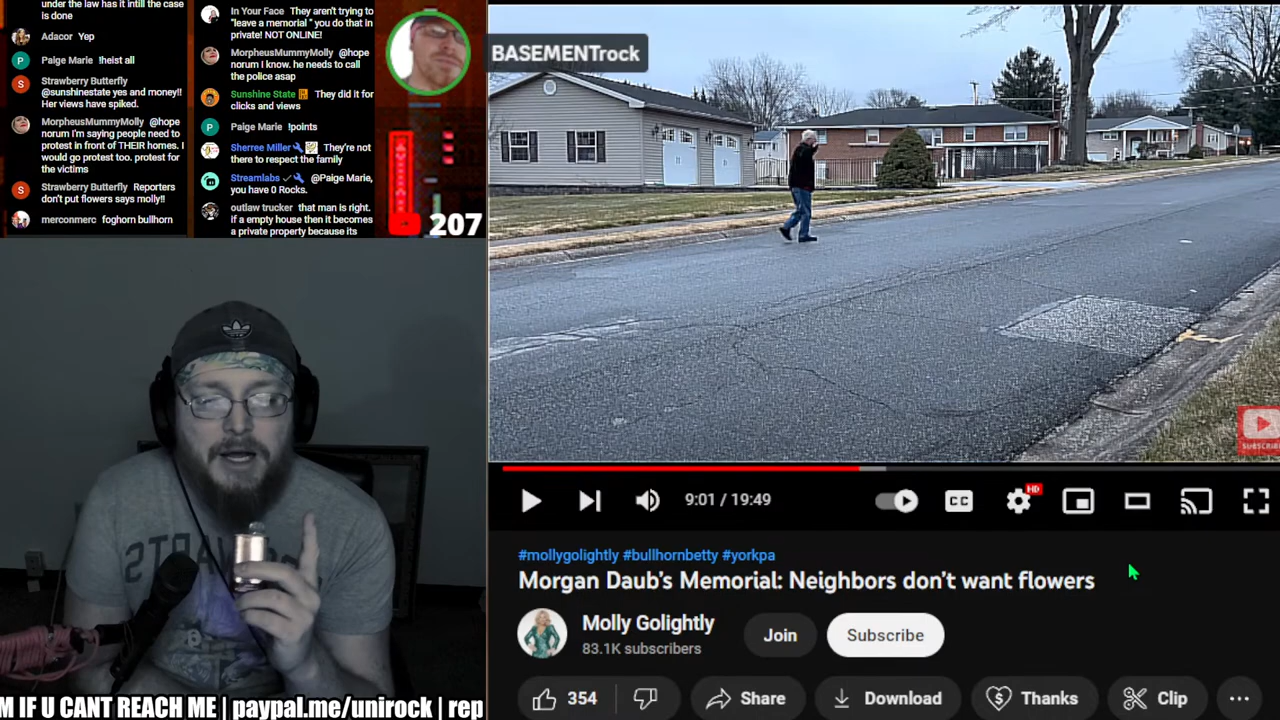 under the law has it intill the case
is done
Adacor Yep
Paige Marie !heist all
Strawberry Butterfly
@sunshinestate yes and money!!
Her views have spiked.
MorpheusMummyMolly @hope
norum I'm saying people need to
protest in front of THEIR homes. I
would go protest too. protest for
the victims
Strawberry Butterfly Reporters
don't put flowers says molly!!
merconmerc foghorn bullhorn
In Your Face They aren't trying to
"leave a memorial " you do that in
private! NOT ONLINE!
MorpheusMummyMolly @hope
norum I know. he needs to call
the police asap
Sunshine State They did it for
clicks and views
Paige Marie !points
Sherree Miller They're not
there to respect the family
Streamlabs @Paige Marie,
you have 0 Rocks.
outlaw trucker that man is right.
if a empty house then it becomes
a private property because its
207
BASEMENTrock
SUBSCRIBE
9:01 / 19:49
CC
HD
#mollygolightly #bullhornbetty #yorkpa
Morgan Daub's Memorial: Neighbors don't want flowers
Molly Golightly
83.1K subscribers
Join
Subscribe
354
Share
Download
Thanks
Clip
M IF U CANT REACH ME | paypal.me/unirock | rep